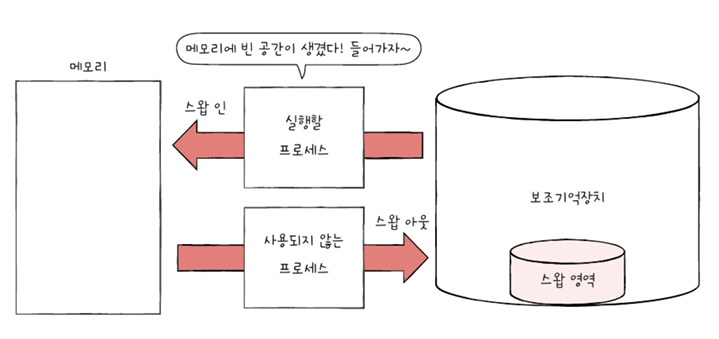 메모리에 빈 공간이 생겼다! 들어가자~
메모리
스왑 인
실행할
프로세스
보조기억장치
스왑 아웃
사용되지 않는
프로세스
스왑 영역